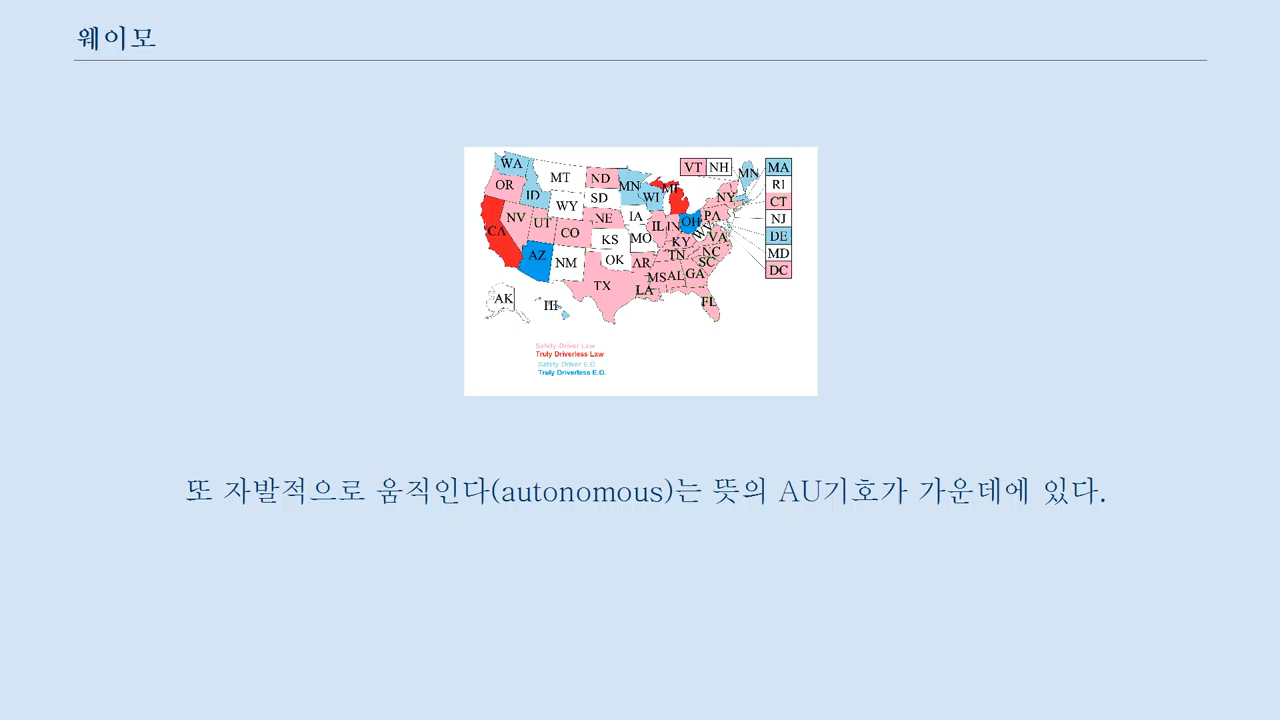 웨이모
WA
MT
ND
MN
VT
NH
MN
MA
OR
ID
WY
SD
WI
MI
NY
RI
CT
NV
UT
CO
NE
IA
IL
IN
OH
PA
NJ
CA
KS
MO
KY
WV
VA
DE
AZ
NM
OK
AR
TN
NC
MD
SC
DC
TX
LA
MS
AL
GA
FL
AK
HI
Safety-Driver Law
Truly Driverless Law
Safety Driver E.O
Truly Driverless E.O.
또 자발적으로 움직인다(autonomous)는 뜻의 AU기호가 가운데에 있다.